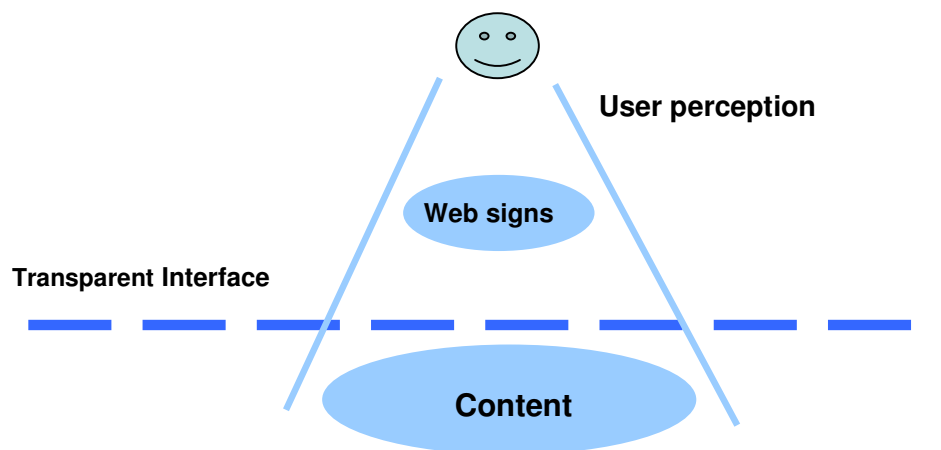 User perception
Web signs
Transparent Interface
Content